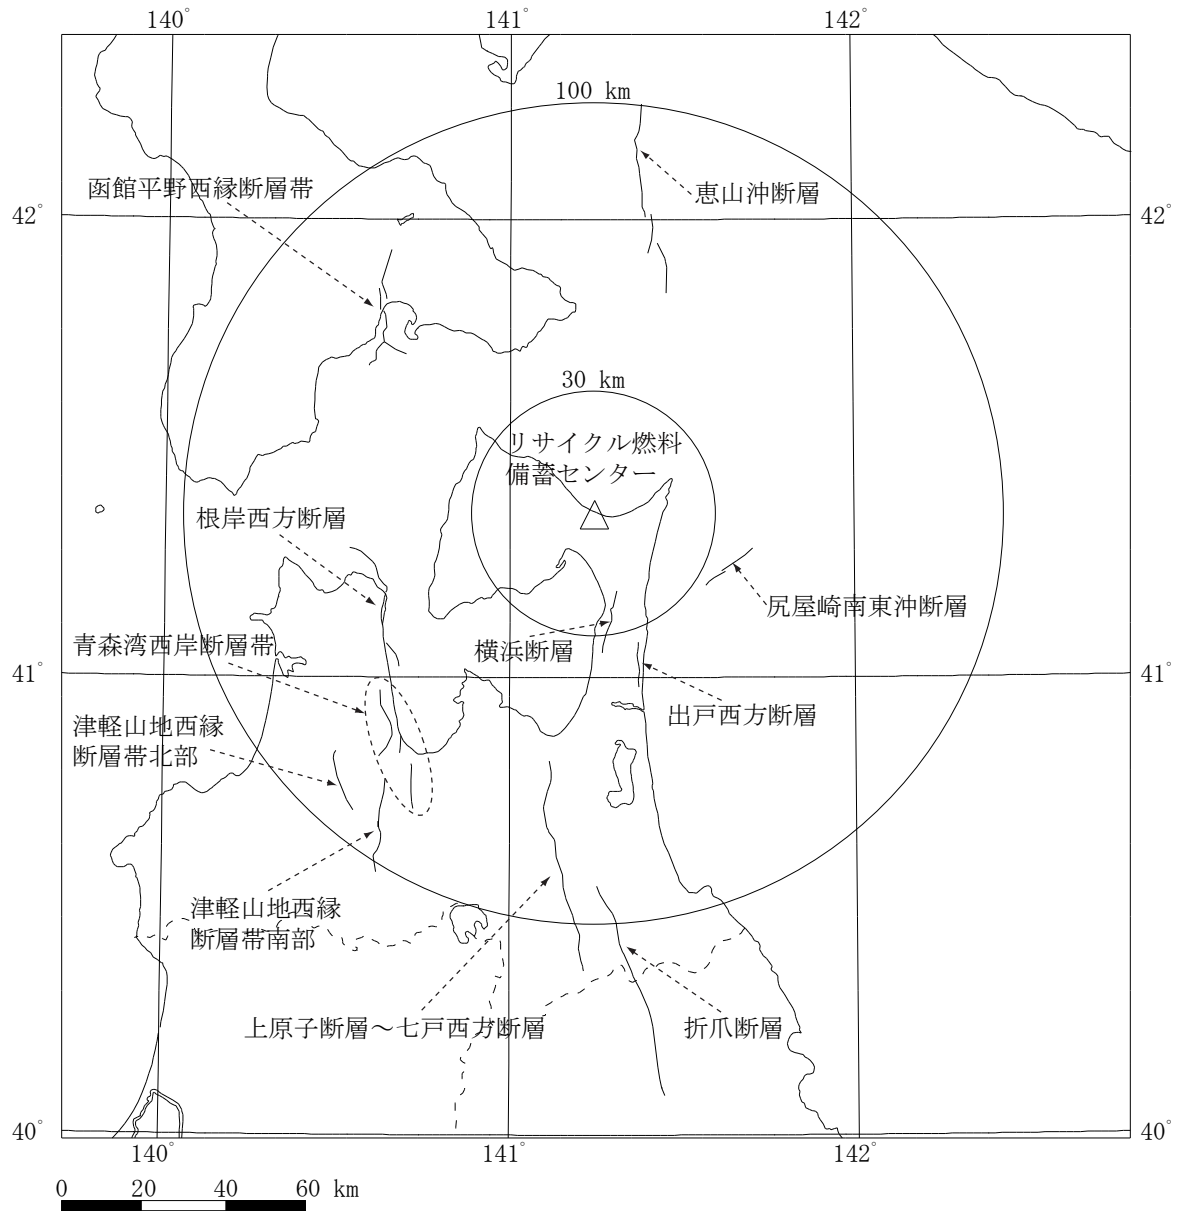 140°
141°
142°
100 km
函館平野西縁断層帯
恵山沖断層
42°
42°
30 km
リサイクル燃料
備蓄センター
根岸西方断層
尻屋崎南東沖断層
青森湾西岸断層帯
横浜断層
41°
41°
津軽山地西縁
断層帯北部
出戸西方断層
津軽山地西縁
断層帯南部
上原子断層～七戸西方断層
折爪断層
40°
40°
140°
141°
142°
0 20 40 60 km